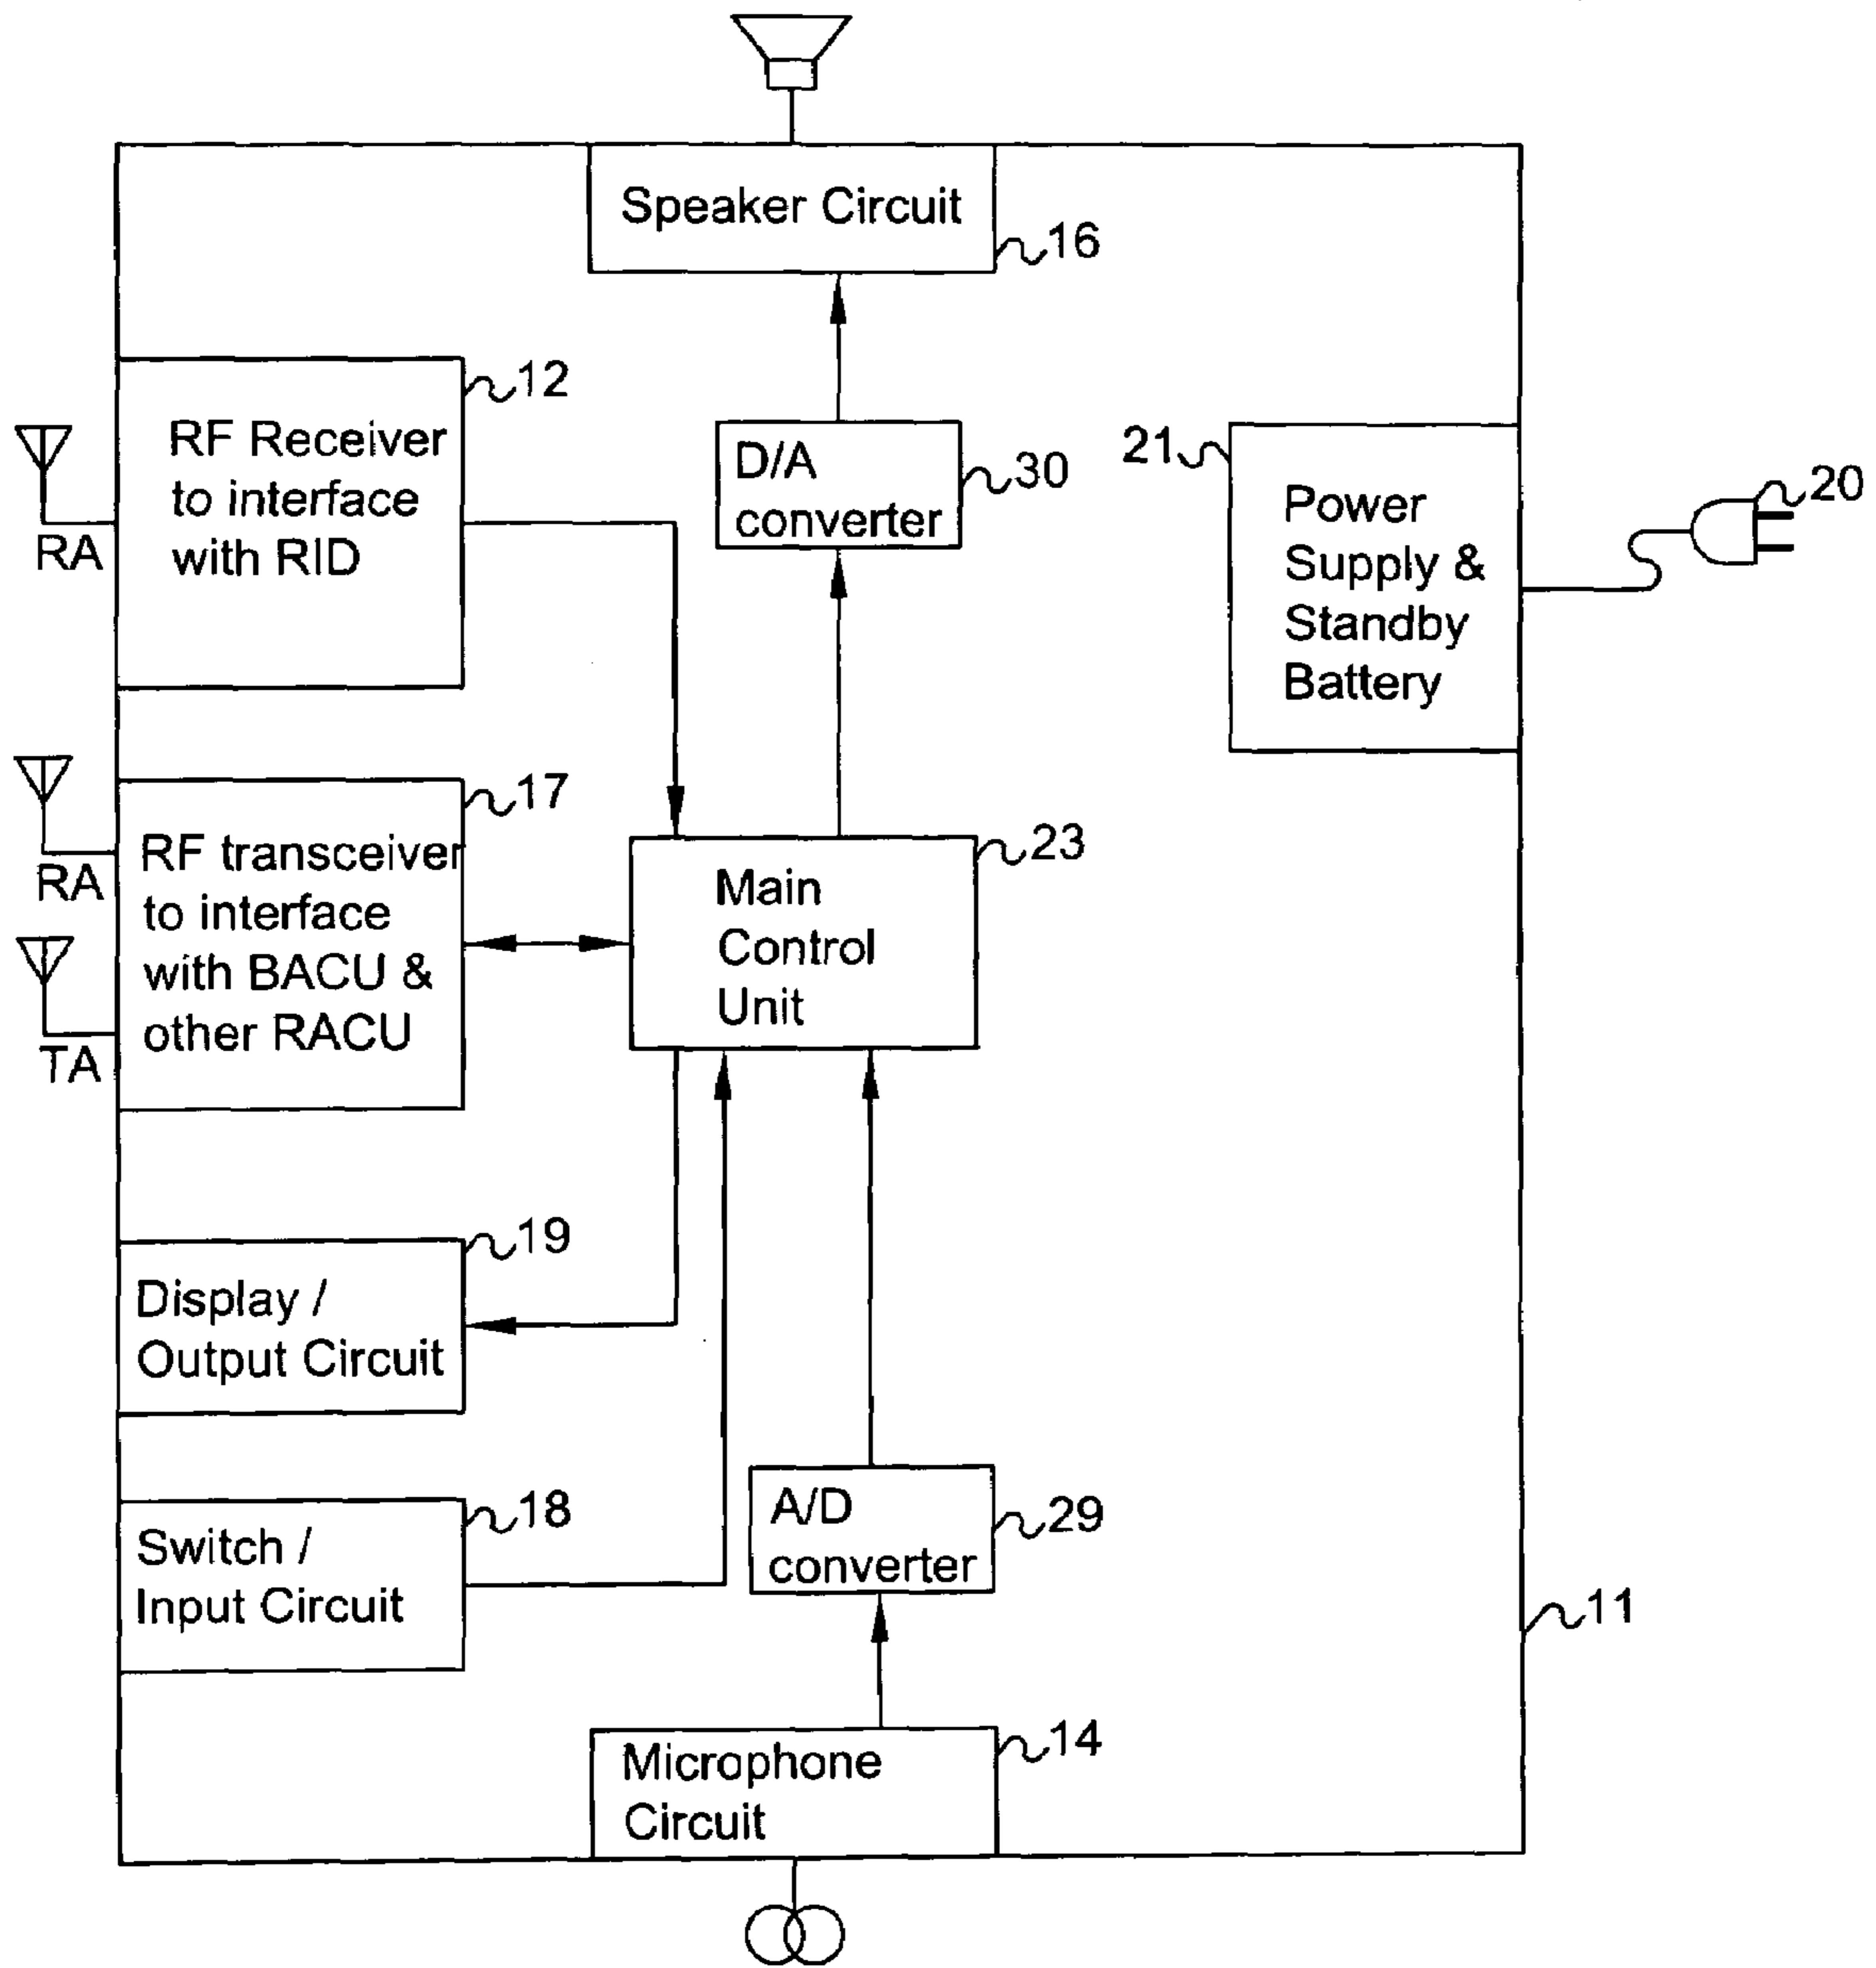 Speaker Circuit
16
12
RF Receiver
to interface
with RID
RA
D/A
converter
30
21
Power
Supply &
Standby
Battery
20
17
RF transceiver
to interface
with BACU &
other RACU
RA
TA
23
Main
Control
Unit
19
Display /
Output Circuit
18
Switch /
Input Circuit
A/D
converter
29
11
14
Microphone
Circuit